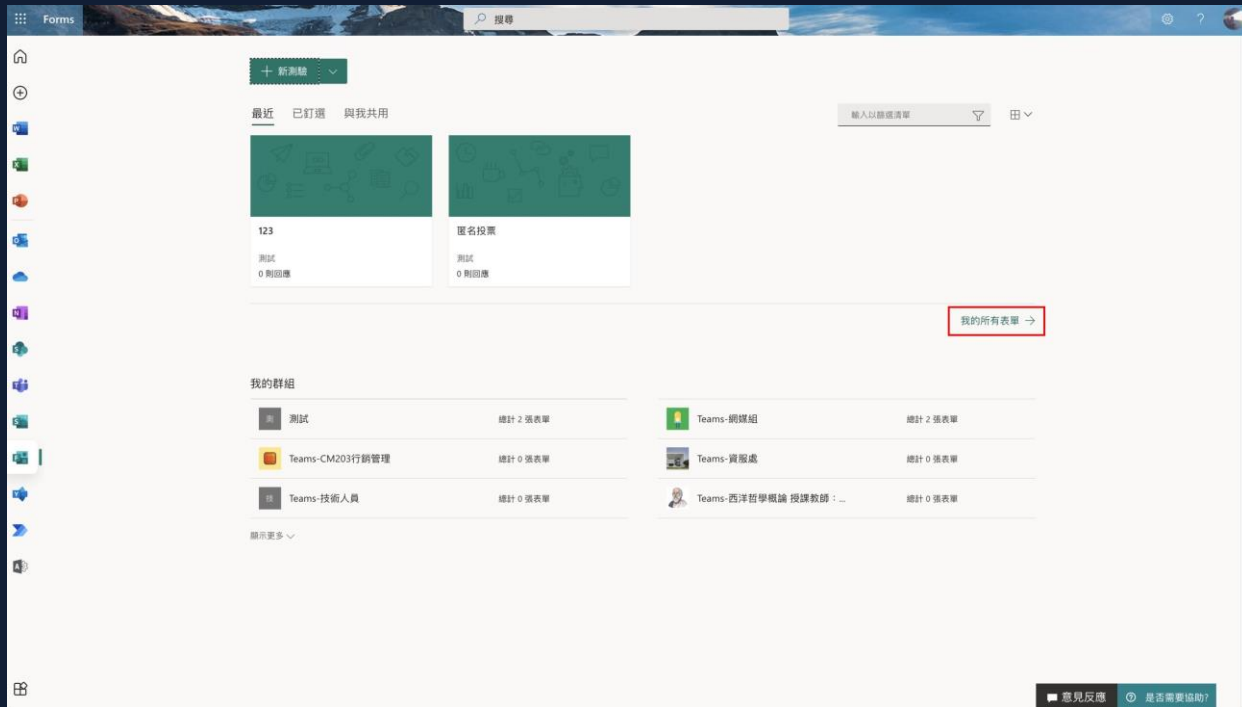 Forms
搜尋
新測驗
最近 已釘選 與我共用
輸入以篩選清單
123
測試
0 則回應
匿名投票
測試
0 則回應
我的所有表單
我的群組
測 測試 總計 2 張表單
Teams-網媒組 總計 2 張表單
Teams-CM203行銷管理 總計 0 張表單
Teams-資服處 總計 0 張表單
技 Teams-技術人員 總計 0 張表單
Teams-西洋哲學概論 授課教師：...  總計 0 張表單
顯示更多
意見反應 是否需要協助?